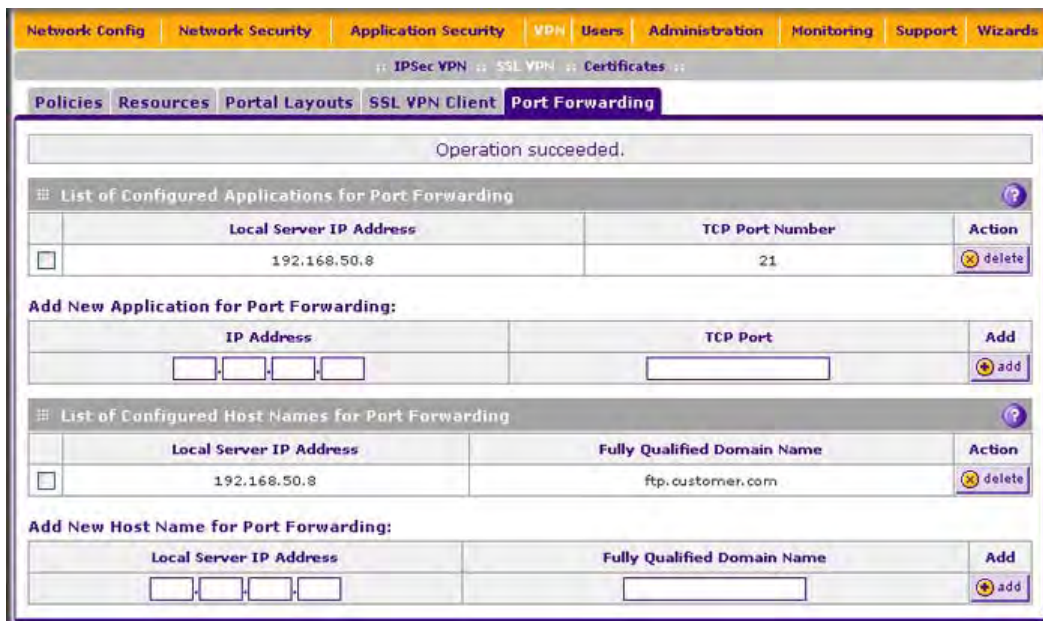 Network Config Network Security Application Security VPN Users Administration Monitoring Support Wizards
:: IPSec VPN :: SSL VPN :: Certificates ::
Policies Resources Portal Layouts SSL VPN Client Port Forwarding
Operation succeeded.
List of Configured Applications for Port Forwarding ?
Local Server IP Address TCP Port Number Action
192.168.50.8 21 delete
Add New Application for Port Forwarding:
IP Address TCP Port Add
. . . add
List of Configured Host Names for Port Forwarding ?
Local Server IP Address Fully Qualified Domain Name Action
192.168.50.8 ftp.customer.com delete
Add New Host Name for Port Forwarding:
Local Server IP Address Fully Qualified Domain Name Add
. . . add